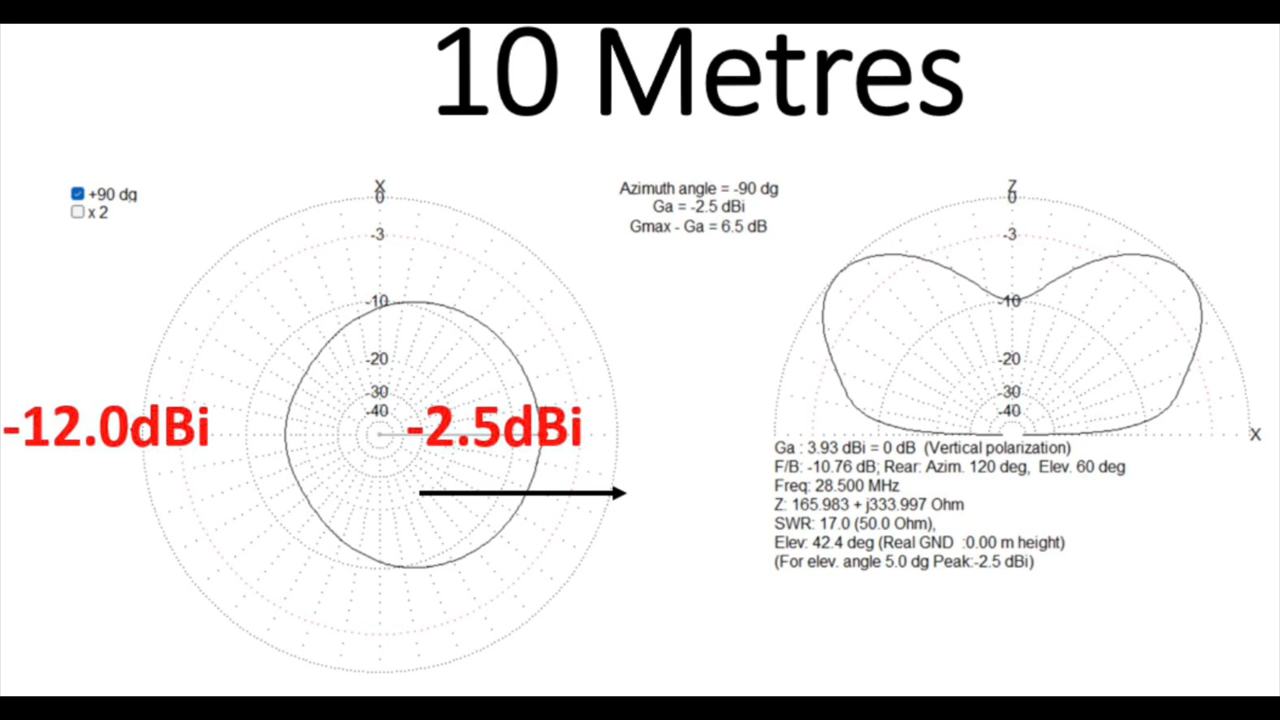 10 Metres
+90 dg
x 2
X
0
-3
-10
-20
-30
-40
-12.0dBi
-2.5dBi
Azimuth angle = -90 dg
Ga = -2.5 dBi
Gmax - Ga = 6.5 dB
Z
0
-3
-10
-20
-30
-40
X
Ga : 3.93 dBi = 0 dB (Vertical polarization)
F/B: -10.76 dB; Rear: Azim. 120 deg, Elev. 60 deg
Freq: 28.500 MHz
Z: 165.983 + j333.997 Ohm
SWR: 17.0 (50.0 Ohm),
Elev: 42.4 deg (Real GND :0.00 m height)
(For elev. angle 5.0 dg Peak:-2.5 dBi)